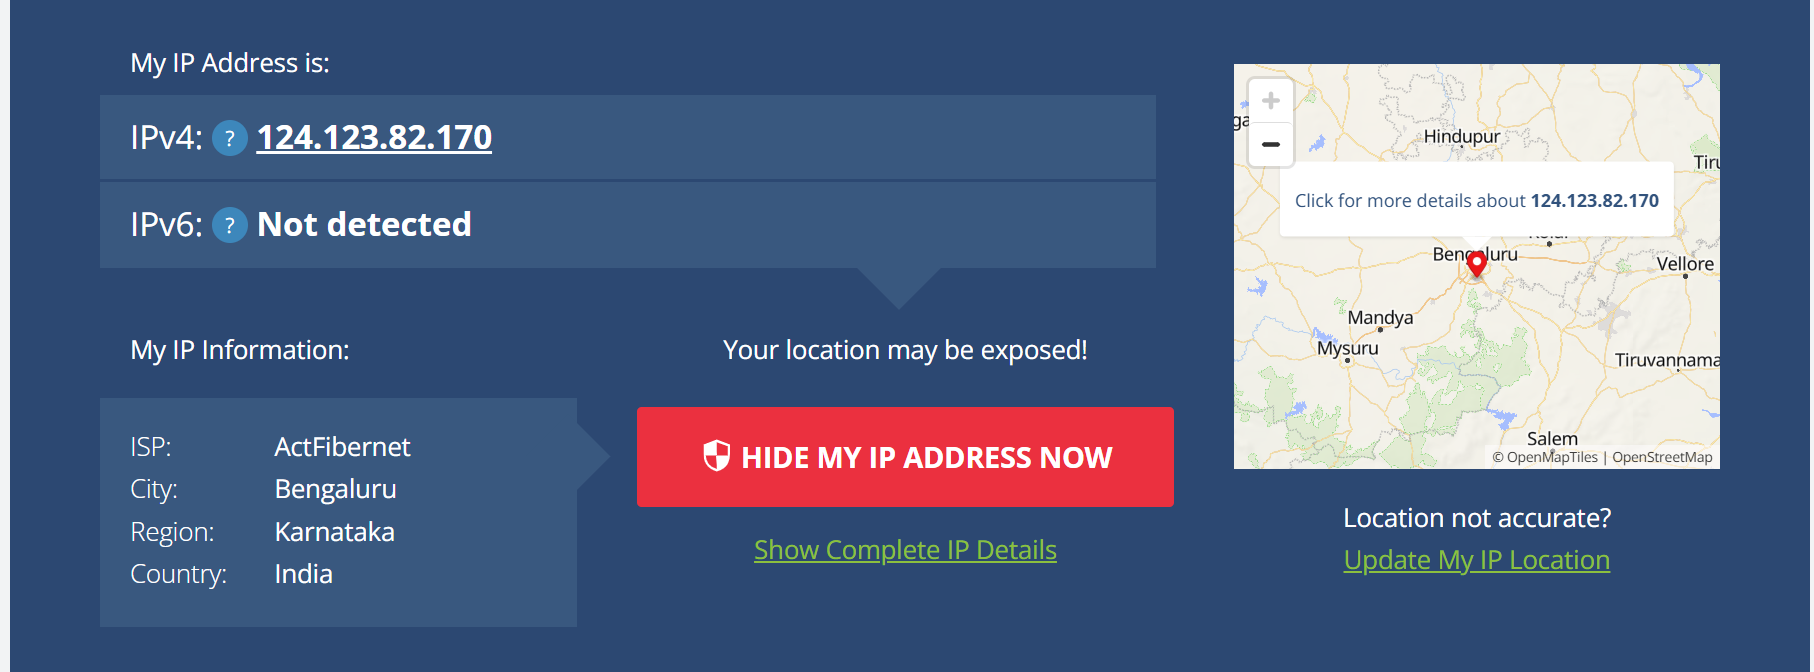 My IP Address is:
IPv4: ? 124.123.82.170
IPv6: ? Not detected
My IP Information:
ISP: ActFibernet
City: Bengaluru
Region: Karnataka
Country: India
Your location may be exposed!
HIDE MY IP ADDRESS NOW
Show Complete IP Details
+
−
Hindupur
Click for more details about 124.123.82.170
Bengaluru
Vellore
Mandya
Mysuru
Tiruvannama
Salem
© OpenMapTiles | OpenStreetMap
Location not accurate?
Update My IP Location